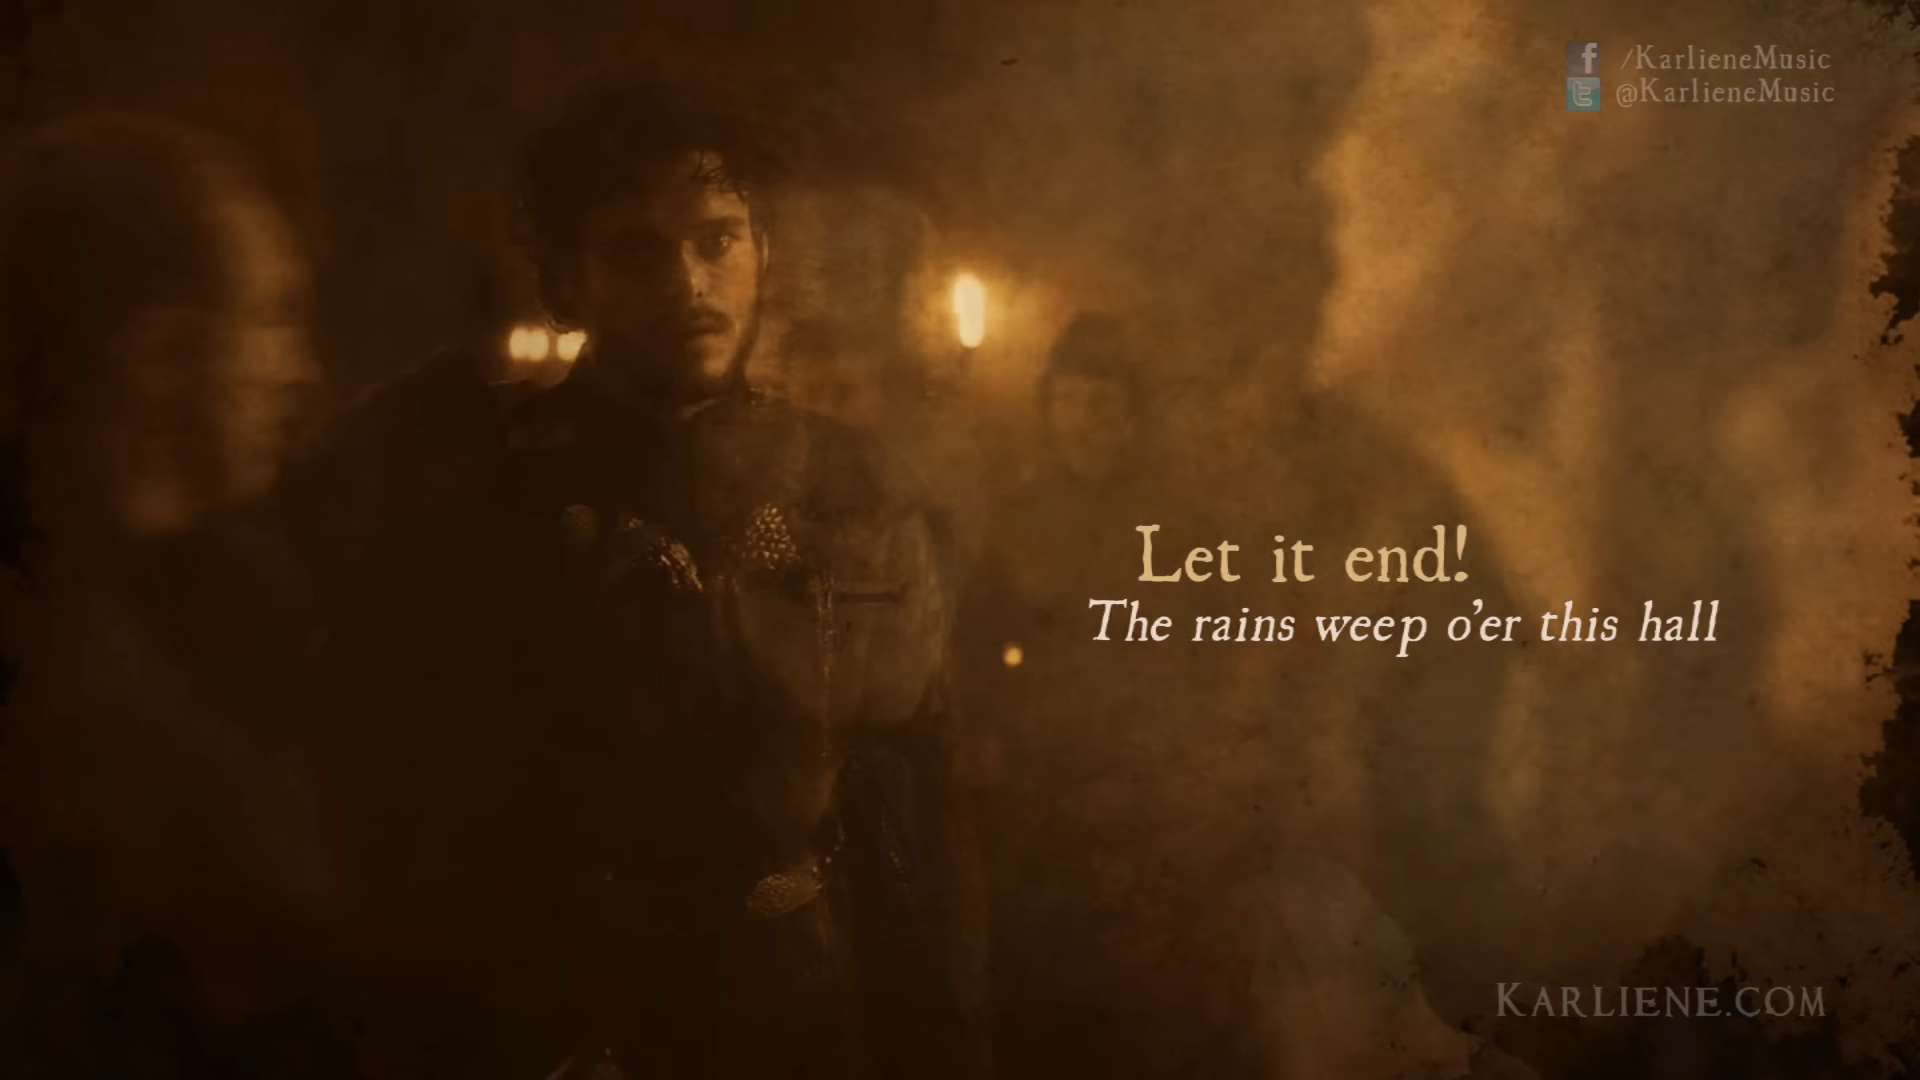 f /KarlieneMusic
t @KarlieneMusic
Let it end!
The rains weep o'er this hall
KARLIENE.COM